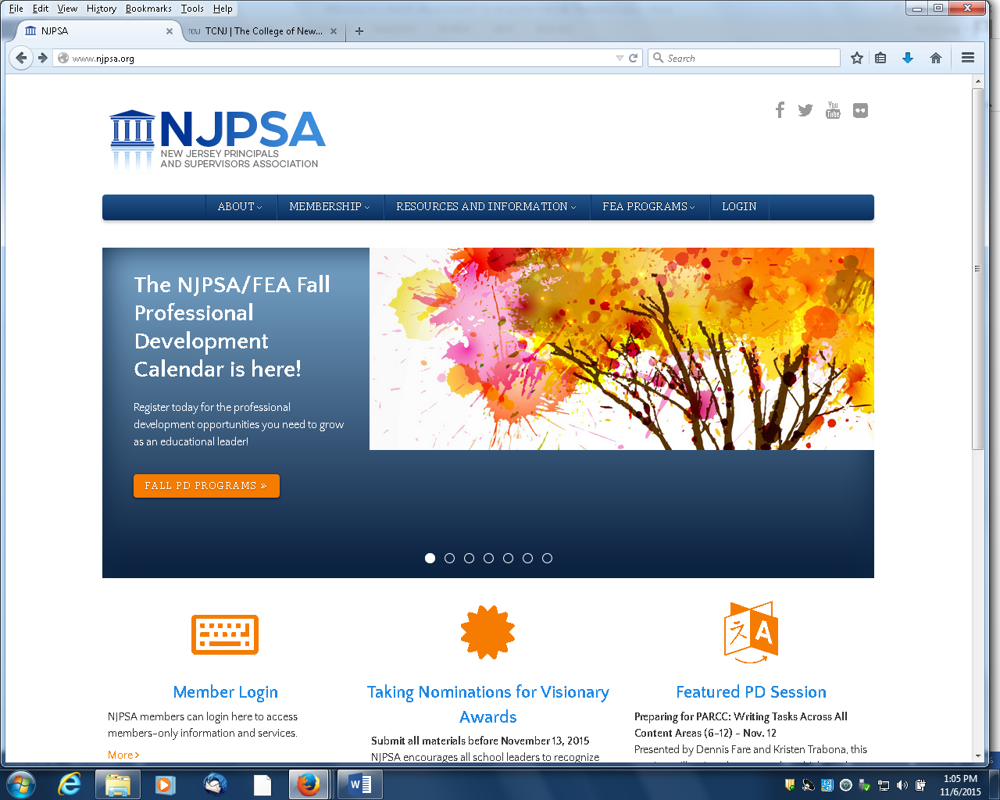 File Edit View History Bookmarks Tools Help
NJPSA
TCNJ TCNJ | The College of New...
www.njpsa.org
Search
NJPSA
NEW JERSEY PRINCIPALS
AND SUPERVISORS ASSOCIATION
You
Tube
ABOUT MEMBERSHIP RESOURCES AND INFORMATION FEA PROGRAMS LOGIN
The NJPSA/FEA Fall
Professional
Development
Calendar is here!
Register today for the professional
development opportunities you need to grow
as an educational leader!
FALL PD PROGRAMS »
A
Member Login
NJPSA members can login here to access
members-only information and services.
More >
Taking Nominations for Visionary
Awards
Submit all materials before November 13, 2015
NJPSA encourages all school leaders to recognize
Featured PD Session
Preparing for PARCC: Writing Tasks Across All
Content Areas (6-12) - Nov. 12
Presented by Dennis Fare and Kristen Trabona, this
W
1:05 PM
11/6/2015